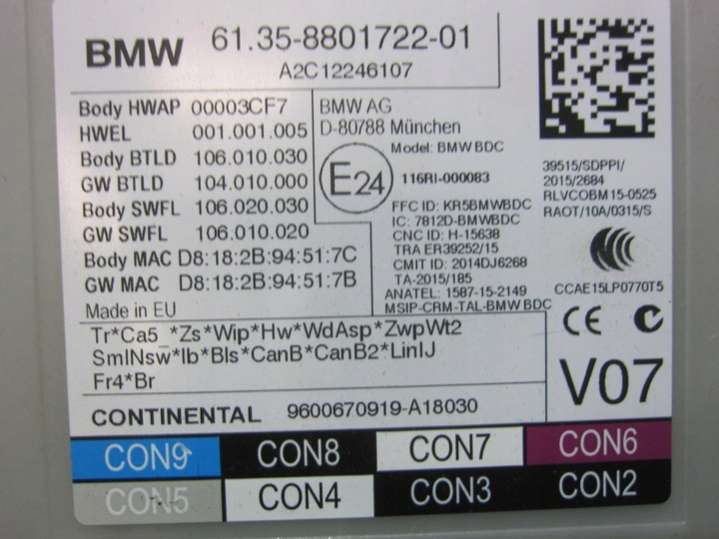 BMW 61.35-8801722-01
A2C12246107
Body HWAP 00003CF7
HWEL 001.001.005
Body BTLD 106.010.030
GW BTLD 104.010.000
Body SWFL 106.020.030
GW SWFL 106.010.020
Body MAC D8:18:2B:94:51:7C
GW MAC D8:18:2B:94:51:7B
Made in EU
BMW AG
D-80788 München
Model: BMW BDC
E24
116RI-000083
FFC ID: KR5BMWBDC
IC: 7812D-BMWBDC
CNC ID: H-15638
TRA ER39252/15
CMIT ID: 2014DJ6268
TA-2015/185
ANATEL: 1587-15-2149
MSIP-CRM-TAL-BMW BDC
39515/SDPPI/
2015/2684
RLVCOBM15-0525
RAOT/10A/0315/S
CCAE15LP0770T5
CE
Tr*Ca5_*Zs*Wip*Hw*WdAsp*ZwpWt2
SmlNsw*Ib*Bls*CanB*CanB2*LinIJ
Fr4*Br
V07
CONTINENTAL 9600670919-A18030
CON9 CON8 CON7 CON6
CON5 CON4 CON3 CON2